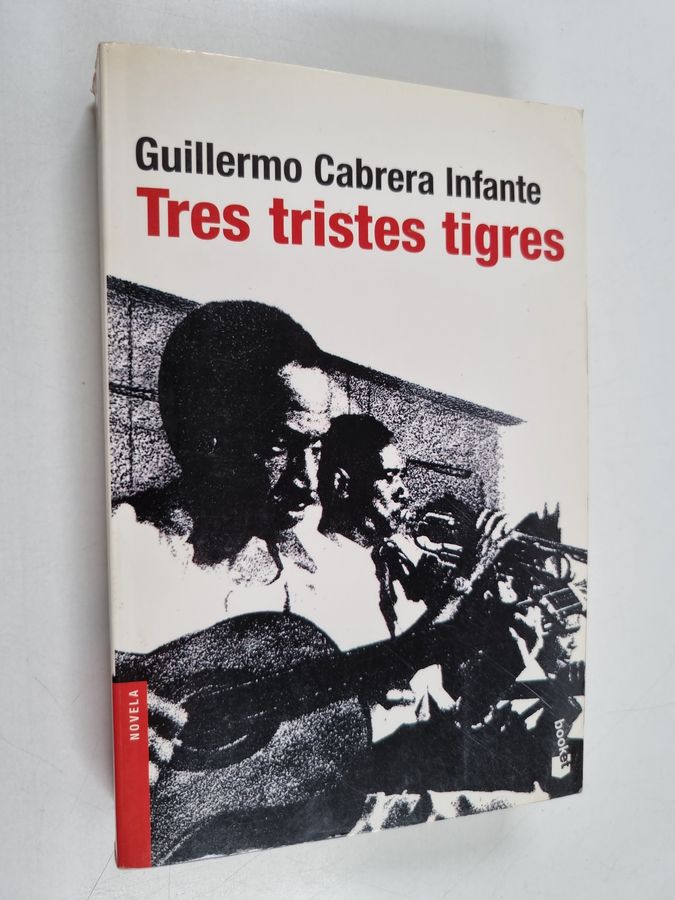 Guillermo Cabrera Infante
Tres tristes tigres
NOVELA
booket